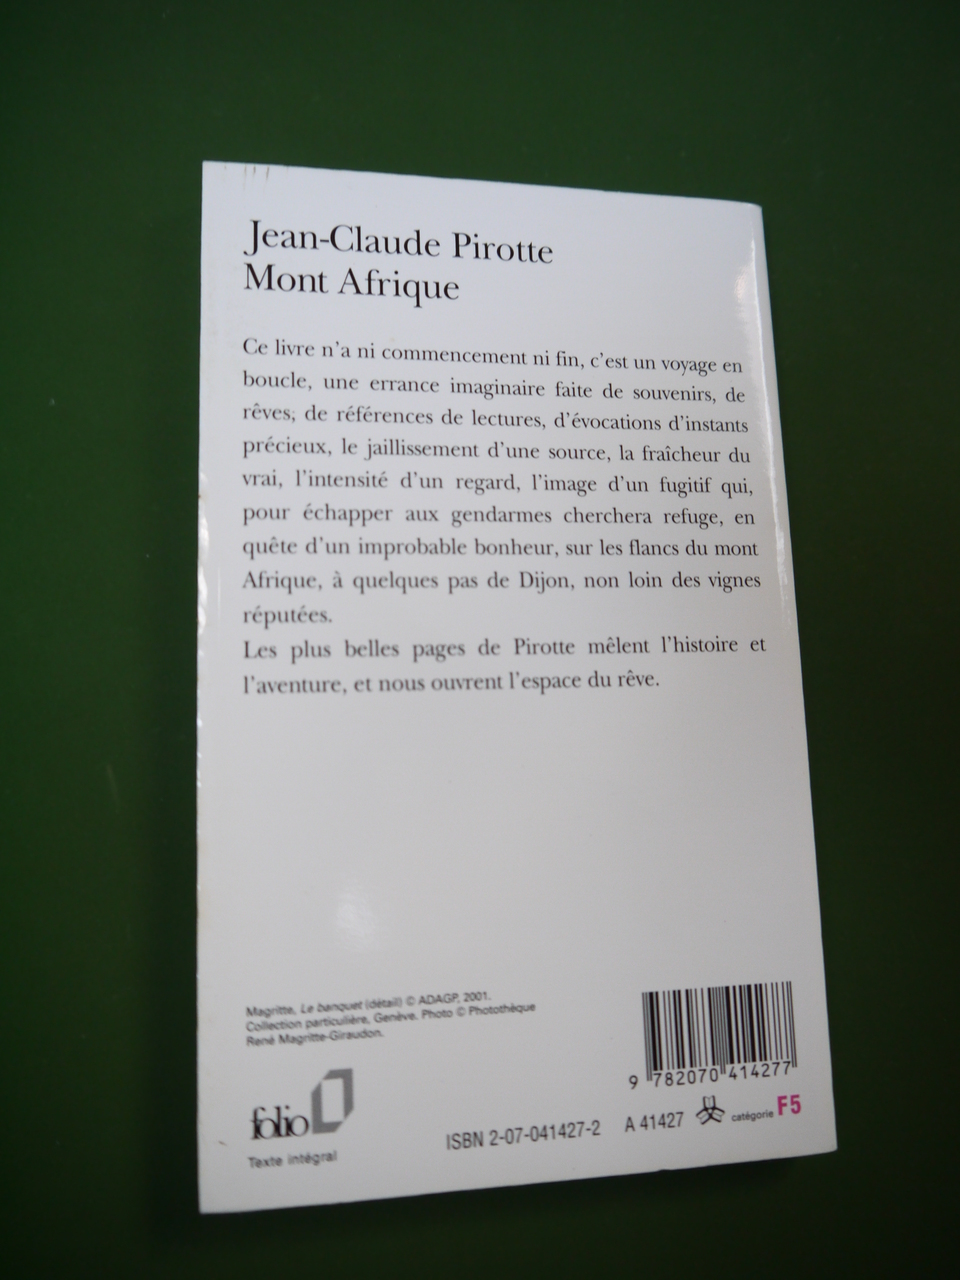 Jean-Claude Pirotte
Mont Afrique
Ce livre n'a ni commencement ni fin, c'est un voyage en
boucle, une errance imaginaire faite de souvenirs, de
rêves, de références de lectures, d'évocations d'instants
précieux, le jaillissement d'une source, la fraîcheur du
vrai, l'intensité d'un regard, l'image d'un fugitif qui,
pour échapper aux gendarmes cherchera refuge, en
quête d'un improbable bonheur, sur les flancs du mont
Afrique, à quelques pas de Dijon, non loin des vignes
réputées.
Les plus belles pages de Pirotte mêlent l'histoire et
l'aventure, et nous ouvrent l'espace du rêve.
Magritte, Le banquet (détail) © ADAGP, 2001.
Collection particulière, Genève. Photo © Photothèque
René Magritte-Giraudon.
9 782070 414277
folio
Texte intégral
ISBN 2-07-041427-2 A 41427 catégorie F5